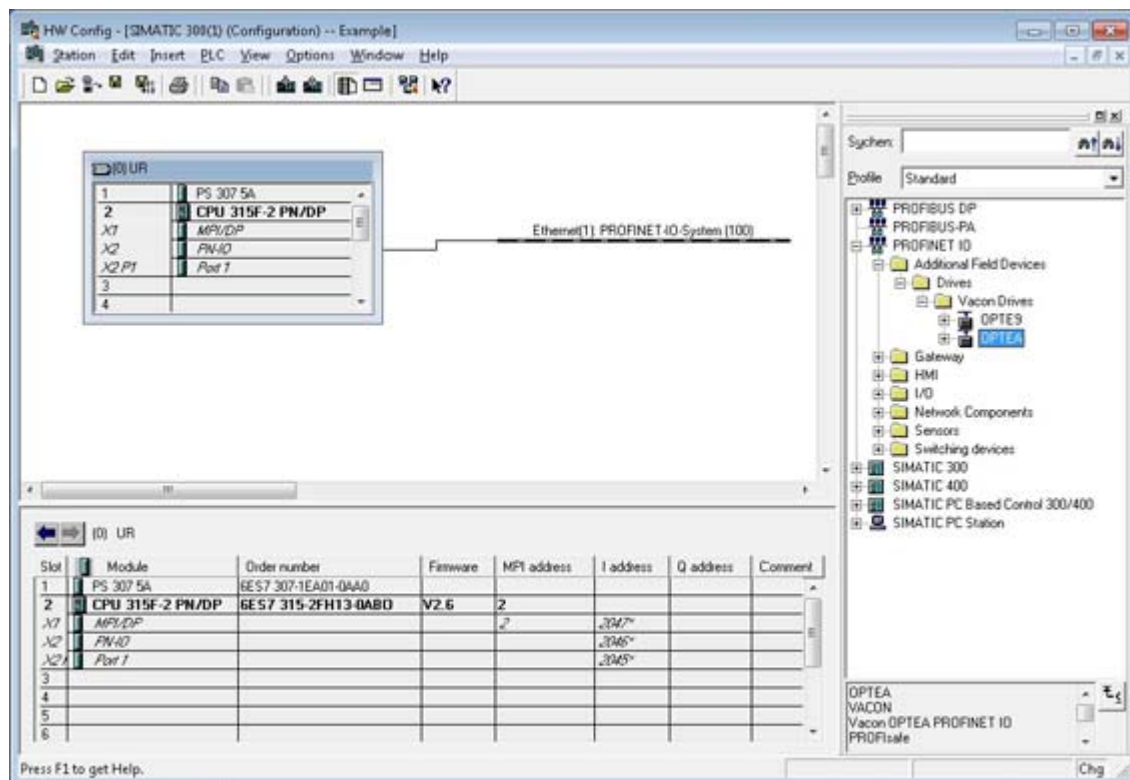 HW Config - [SIMATIC 300(1) (Configuration) -- Example]
Station Edit Insert PLC View Options Window Help
(0) UR
1 PS 307 5A
2 CPU 315F-2 PN/DP
X1 MPI/DP
X2 PN-IO
X2 P1 Port 1
3
4
Ethernet(1): PROFINET-IO-System (100)
Suchen:
Profile Standard
PROFIBUS DP
PROFIBUS-PA
PROFINET IO
Additional Field Devices
Drives
Vacon Drives
OPTE9
OPTEA
Gateway
HMI
I/O
Network Components
Sensors
Switching devices
SIMATIC 300
SIMATIC 400
SIMATIC PC Based Control 300/400
SIMATIC PC Station
(0) UR
Slot Module Order number Firmware MPI address I address Q address Comment
1 PS 307 5A 6ES7 307-1EA01-0AA0
2 CPU 315F-2 PN/DP 6ES7 315-2FH13-0AB0 V2.6 2
X1 MPI/DP 2 2047*
X2 PN-IO 2046*
X2 Port 1 2045*
3
4
5
6
OPTEA
VACON
Vacon OPTEA PROFINET IO
PROFIsafe
Press F1 to get Help.
Chg